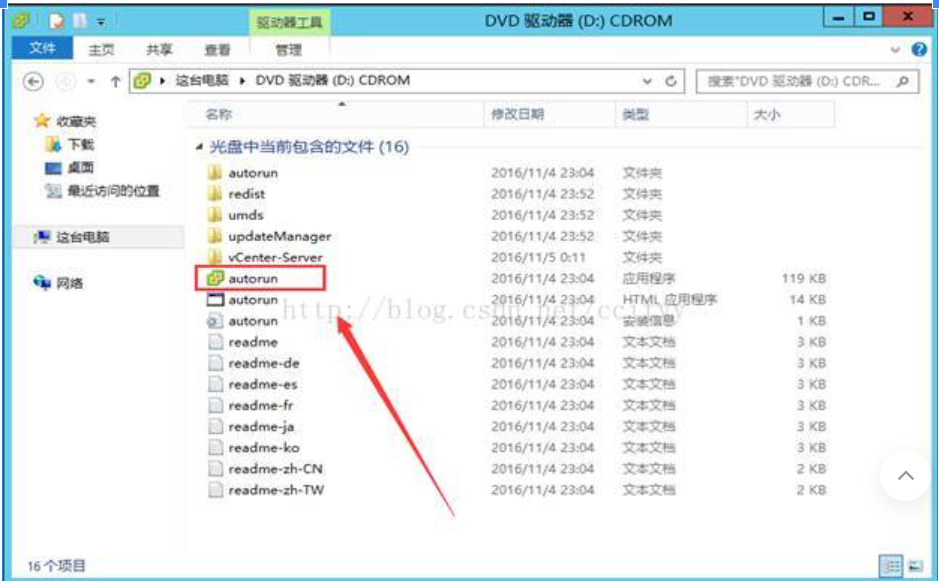 驱动器工具
DVD 驱动器 (D:) CDROM
文件 主页 共享 查看 管理
这台电脑 DVD 驱动器 (D:) CDROM
搜索"DVD 驱动器 (D:) CDR...
收藏夹
下载
桌面
最近访问的位置
这台电脑
网络
名称 修改日期 类型 大小
光盘中当前包含的文件 (16)
autorun 2016/11/4 23:04 文件夹
redist 2016/11/4 23:52 文件夹
umds 2016/11/4 23:52 文件夹
updateManager 2016/11/4 23:52 文件夹
vCenter-Server 2016/11/5 0:11 文件夹
autorun 2016/11/4 23:04 应用程序 119 KB
autorun 2016/11/4 23:04 HTML 应用程序 14 KB
autorun 2016/11/4 23:04 安装信息 1 KB
readme 2016/11/4 23:04 文本文档 3 KB
readme-de 2016/11/4 23:04 文本文档 3 KB
readme-es 2016/11/4 23:04 文本文档 3 KB
readme-fr 2016/11/4 23:04 文本文档 3 KB
readme-ja 2016/11/4 23:04 文本文档 3 KB
readme-ko 2016/11/4 23:04 文本文档 3 KB
readme-zh-CN 2016/11/4 23:04 文本文档 2 KB
readme-zh-TW 2016/11/4 23:04 文本文档 2 KB
16 个项目